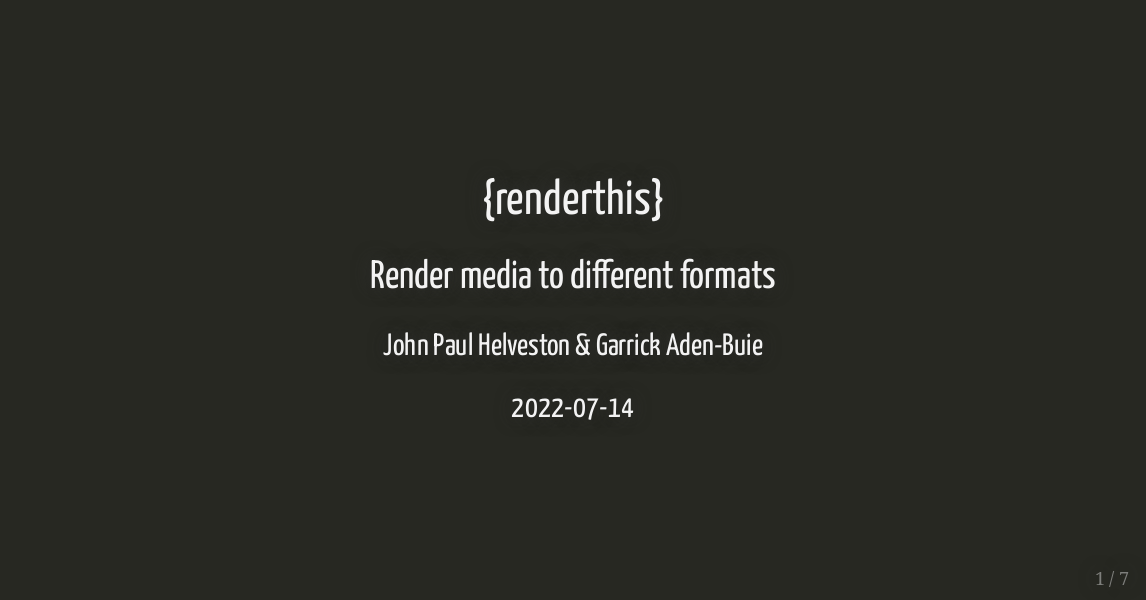 {renderthis}
Render media to different formats
John Paul Helveston & Garrick Aden-Buie
2022-07-14
1 / 7